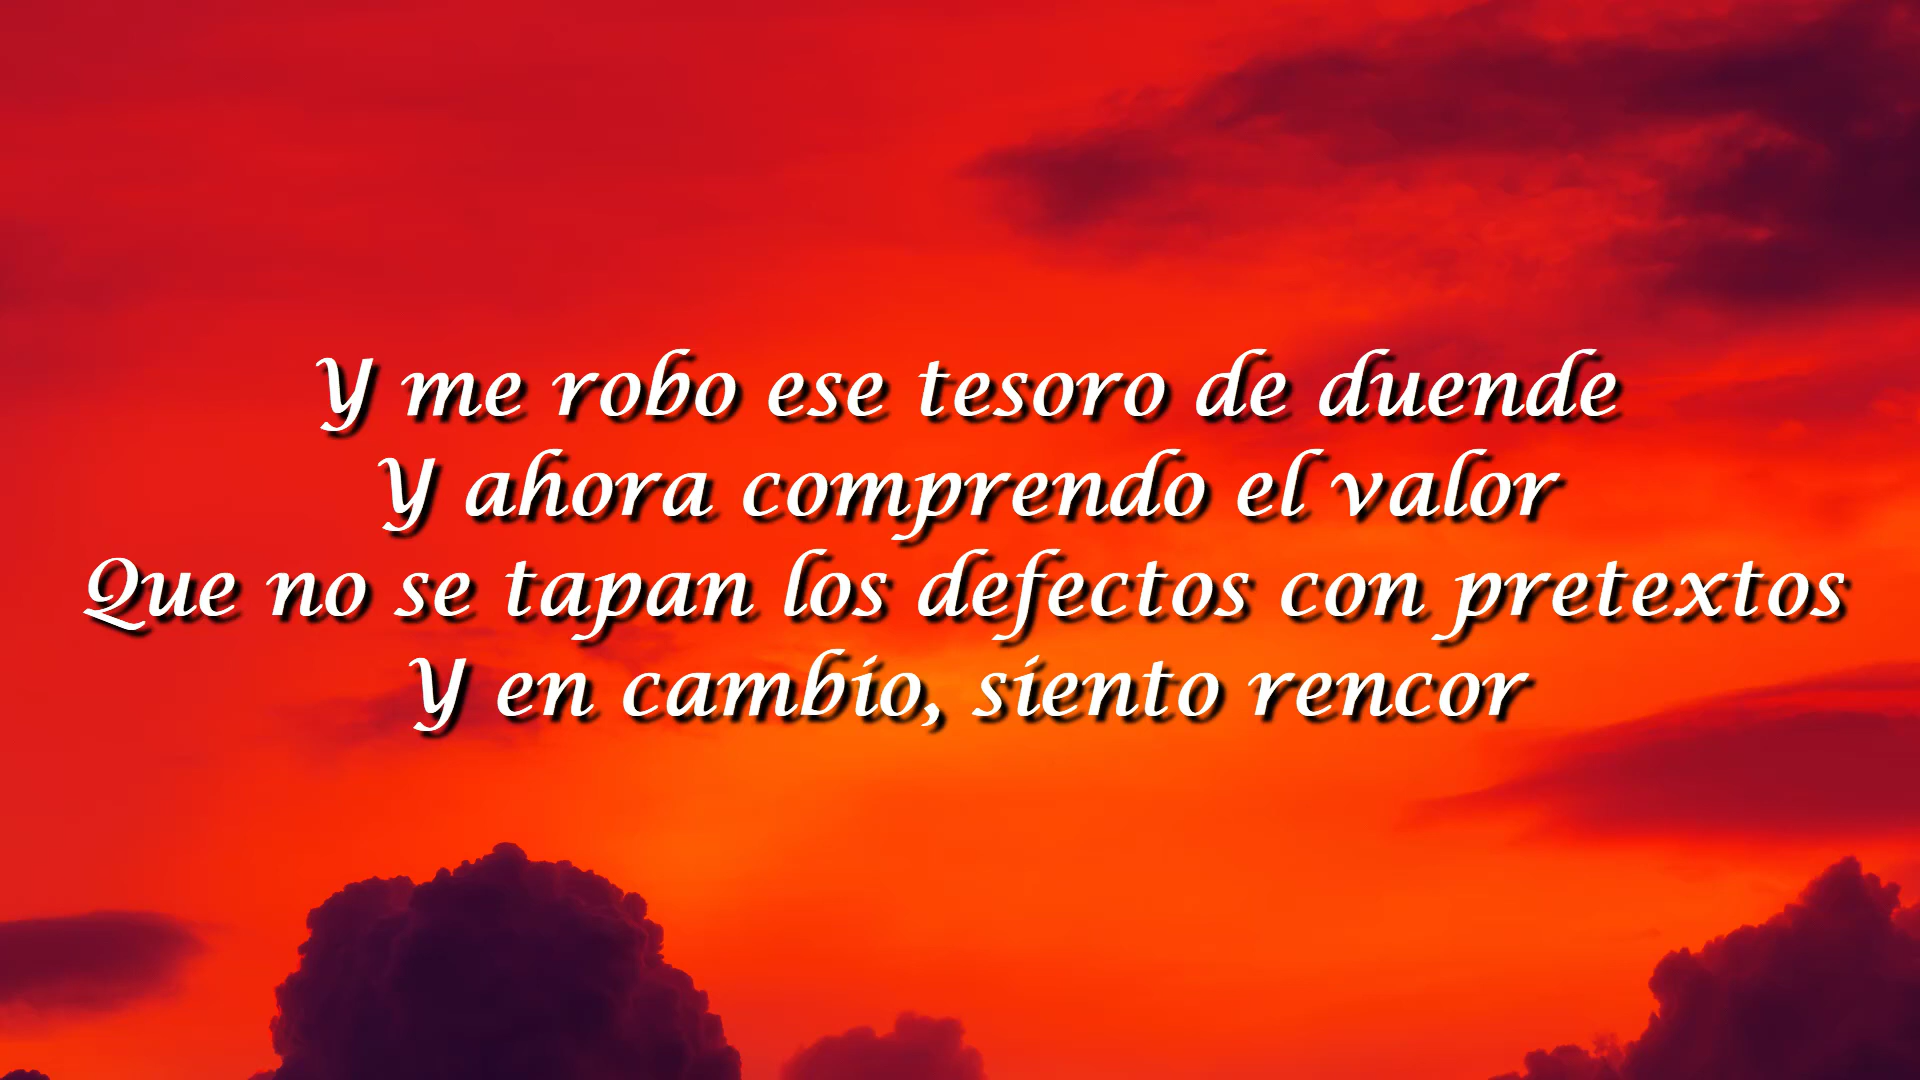 Y me robo ese tesoro de duende
Y ahora comprendo el valor
Que no se tapan los defectos con pretextos
Y en cambio, siento rencor